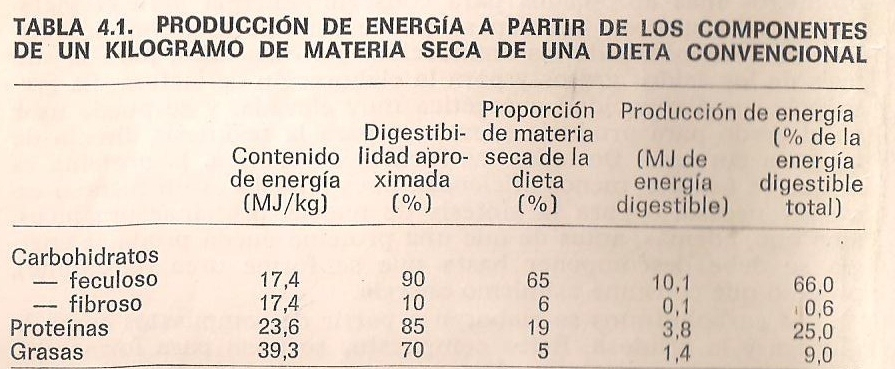 TABLA 4.1. PRODUCCIÓN DE ENERGÍA A PARTIR DE LOS COMPONENTES
DE UN KILOGRAMO DE MATERIA SECA DE UNA DIETA CONVENCIONAL
Proporción Producción de energía
Digestibi- de materia (% de la
Contenido lidad apro- seca de la (MJ de energía
de energía ximada dieta energía digestible
(MJ/kg) (%) (%) digestible) total)
Carbohidratos
— feculoso 17,4 90 65 10,1 66,0
— fibroso 17,4 10 6 0,1 0,6
Proteínas 23,6 85 19 3,8 25,0
Grasas 39,3 70 5 1,4 9,0